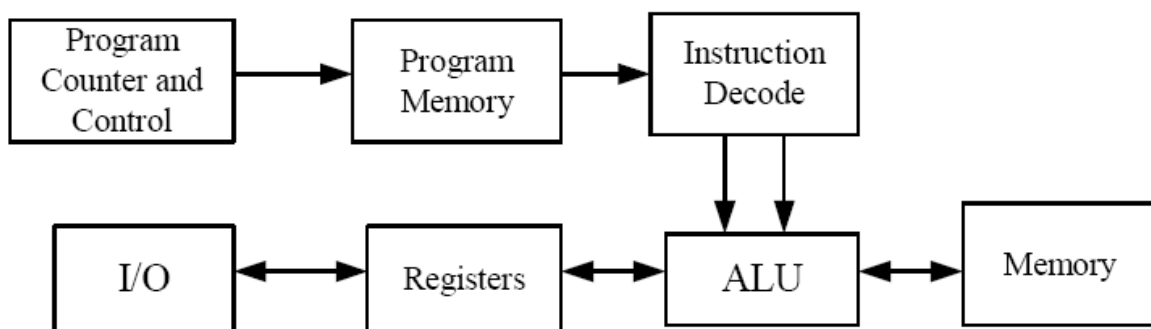 Program
Counter and
Control
Program
Memory
Instruction
Decode
I/O
Registers
ALU
Memory